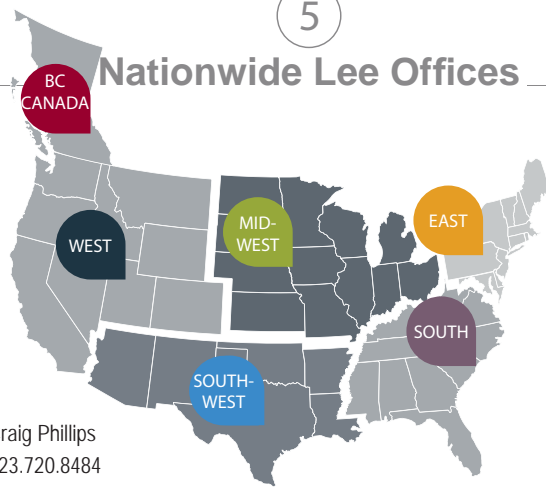 5
Nationwide Lee Offices
BC
CANADA
WEST
MID-
WEST
EAST
SOUTH
SOUTH-
WEST
raig Phillips
23.720.8484